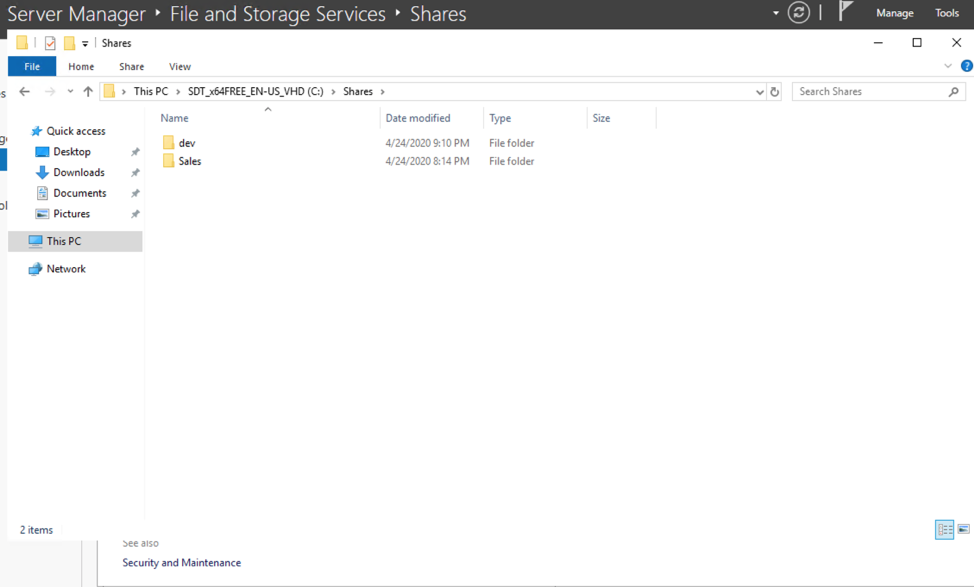 Server Manager ‣ File and Storage Services ‣ Shares
Manage Tools
Shares
File Home Share View
This PC > SDT_x64FREE_EN-US_VHD (C:) > Shares >
Search Shares
Name Date modified Type Size
Quick access
Desktop
Downloads
Documents
Pictures
This PC
Network
dev 4/24/2020 9:10 PM File folder
Sales 4/24/2020 8:14 PM File folder
2 items
See also
Security and Maintenance